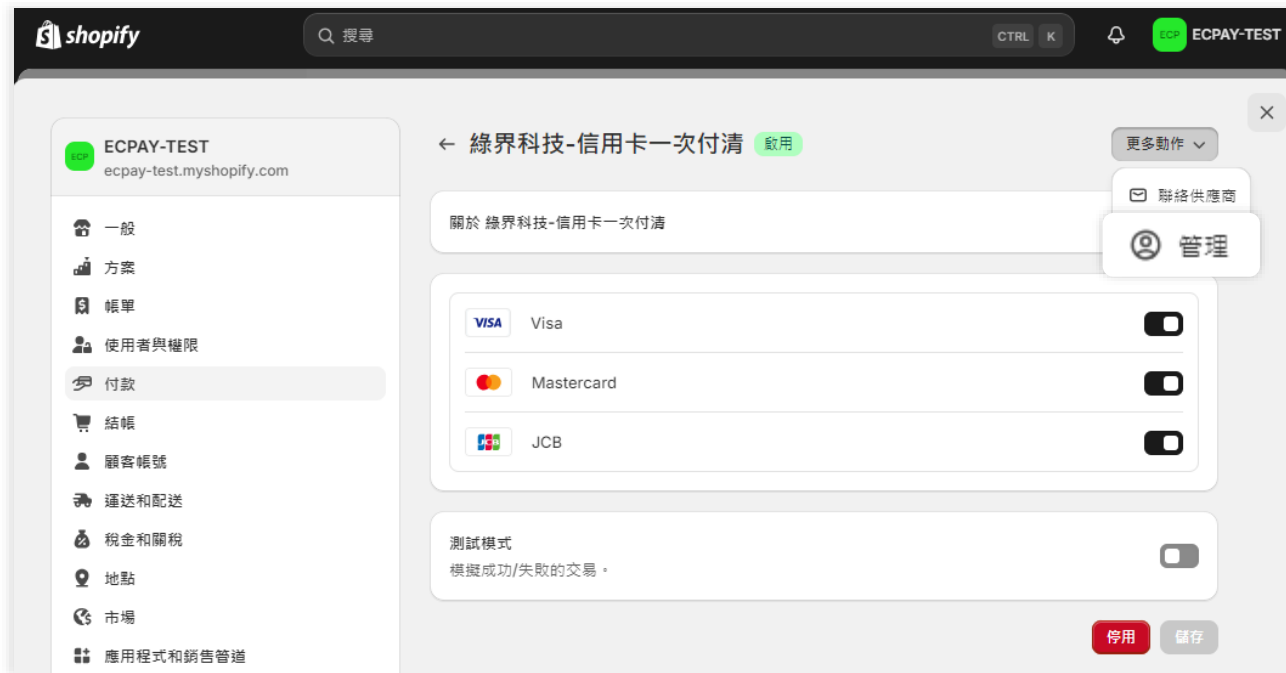 shopify
搜尋
CTRL K
ECP
ECPAY-TEST
ECP
ECPAY-TEST
ecpay-test.myshopify.com
一般
方案
帳單
使用者與權限
付款
結帳
顧客帳號
運送和配送
稅金和關稅
地點
市場
應用程式和銷售管道
綠界科技-信用卡一次付清
啟用
更多動作
聯絡供應商
管理
關於 綠界科技-信用卡一次付清
VISA
Visa
Mastercard
JCB
JCB
測試模式
模擬成功/失敗的交易。
停用
儲存